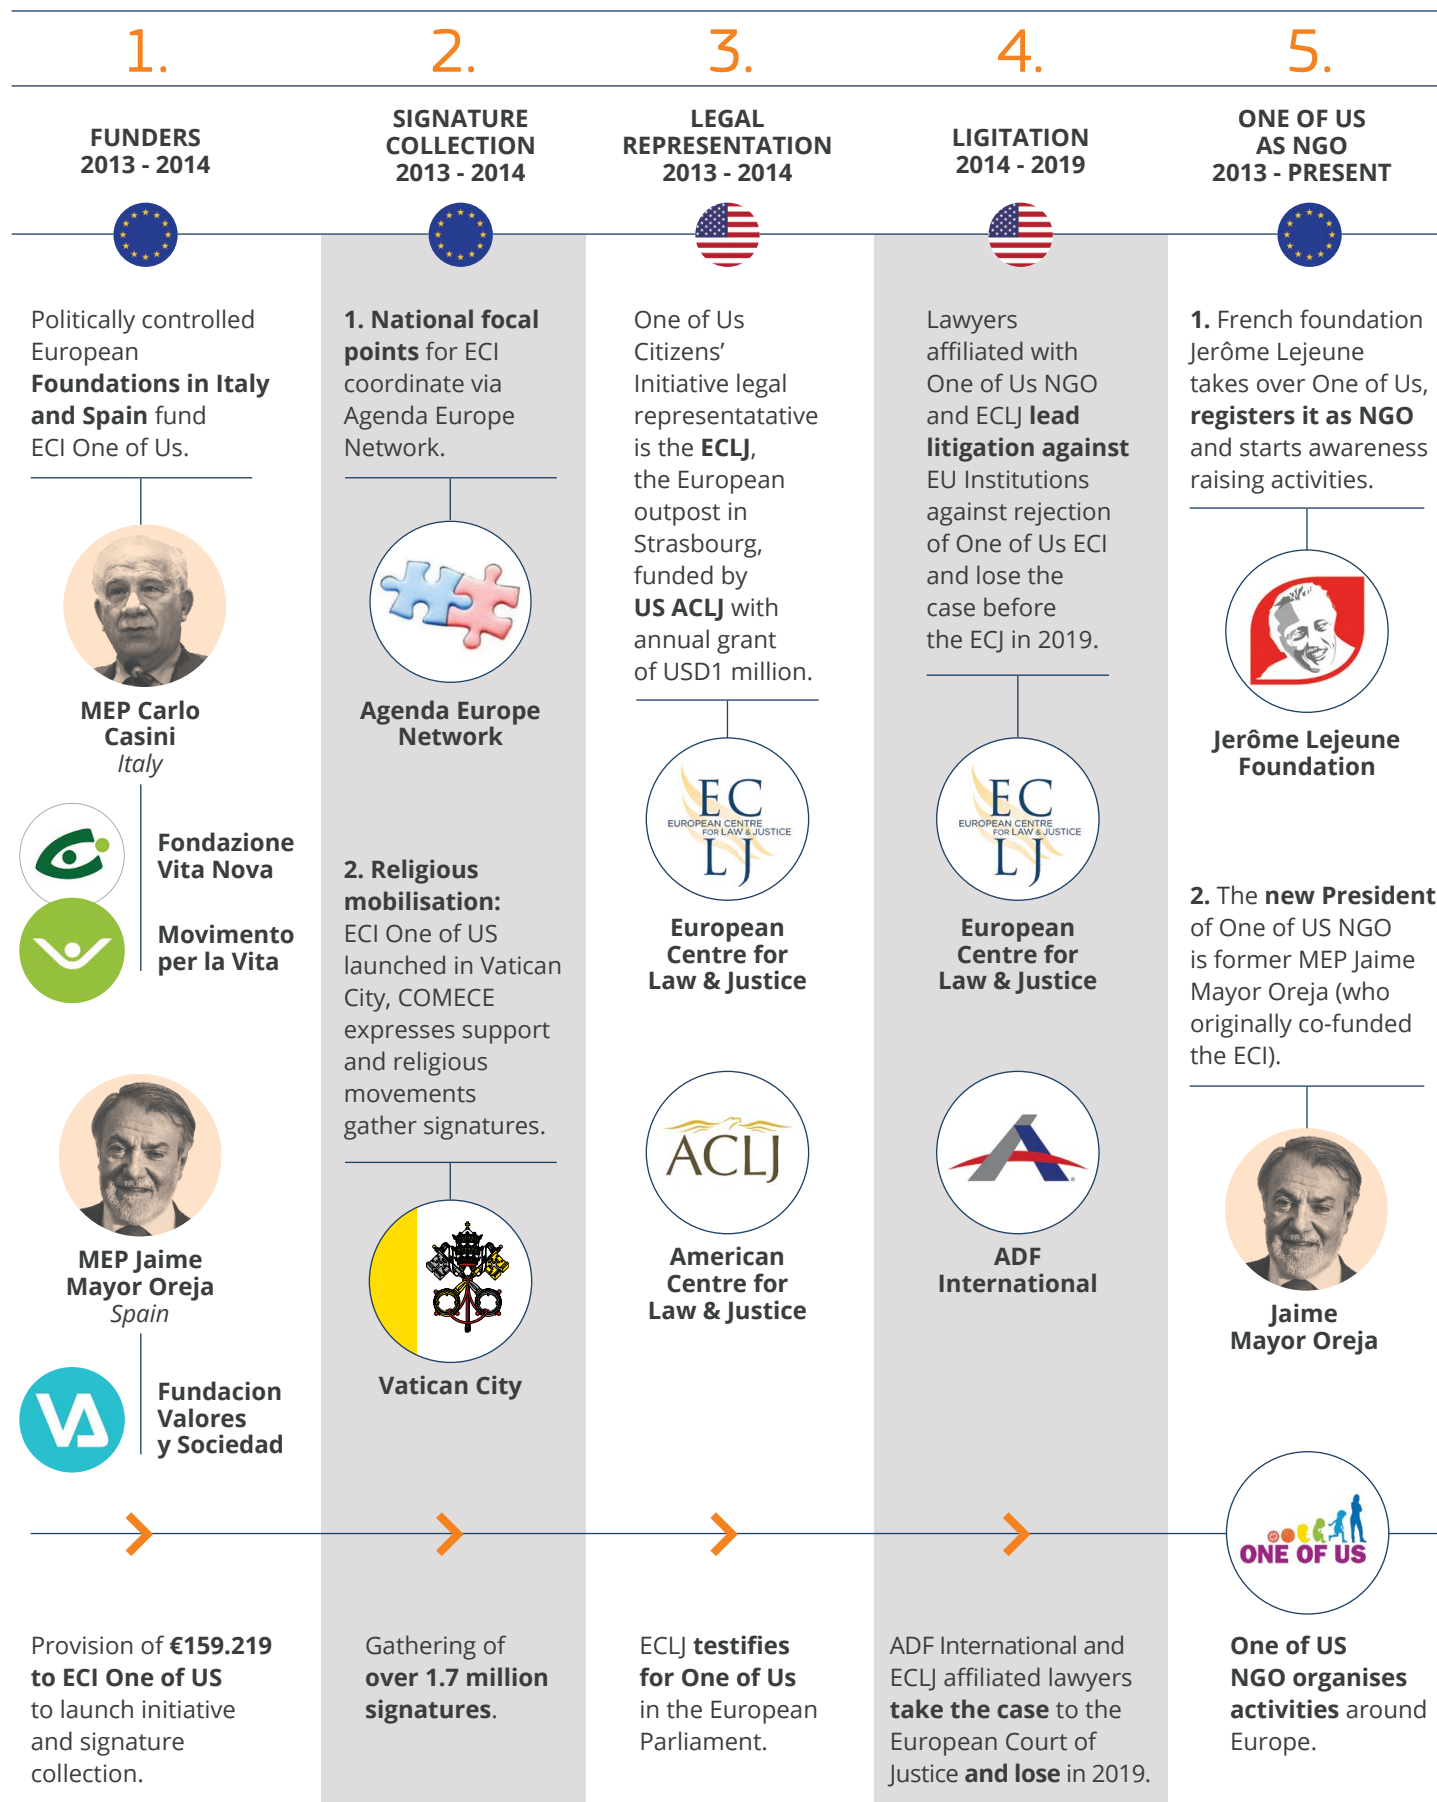 1.
FUNDERS
2013 - 2014
Politically controlled
European
Foundations in Italy
and Spain fund
ECI One of Us.
MEP Carlo
Casini
Italy
Fondazione
Vita Nova
Movimento
per la Vita
MEP Jaime
Mayor Oreja
Spain
VA
Fundacion
Valores
y Sociedad
Provision of €159.219
to ECI One of US
to launch initiative
and signature
collection.
2.
SIGNATURE
COLLECTION
2013 - 2014
1. National focal
points for ECI
coordinate via
Agenda Europe
Network.
Agenda Europe
Network
2. Religious
mobilisation:
ECI One of US
launched in Vatican
City, COMECE
expresses support
and religious
movements
gather signatures.
Vatican City
Gathering of
over 1.7 million
signatures.
3.
LEGAL
REPRESENTATION
2013 - 2014
One of Us
Citizens’
Initiative legal
representatative
is the ECLJ,
the European
outpost in
Strasbourg,
funded by
US ACLJ with
annual grant
of USD1 million.
EC
EUROPEAN CENTRE
FOR LAW & JUSTICE
LJ
European
Centre for
Law & Justice
ACLJ
American
Centre for
Law & Justice
ECLJ testifies
for One of Us
in the European
Parliament.
4.
LIGITATION
2014 - 2019
Lawyers
affiliated with
One of Us NGO
and ECLJ lead
litigation against
EU Institutions
against rejection
of One of Us ECI
and lose the
case before
the ECJ in 2019.
EC
EUROPEAN CENTRE
FOR LAW & JUSTICE
LJ
European
Centre for
Law & Justice
ADF
International
ADF International and
ECLJ affiliated lawyers
take the case to the
European Court of
Justice and lose in 2019.
5.
ONE OF US
AS NGO
2013 - PRESENT
1. French foundation
Jerôme Lejeune
takes over One of Us,
registers it as NGO
and starts awareness
raising activities.
Jerôme Lejeune
Foundation
2. The new President
of One of US NGO
is former MEP Jaime
Mayor Oreja (who
originally co-funded
the ECI).
Jaime
Mayor Oreja
ONE OF US
One of US
NGO organises
activities around
Europe.